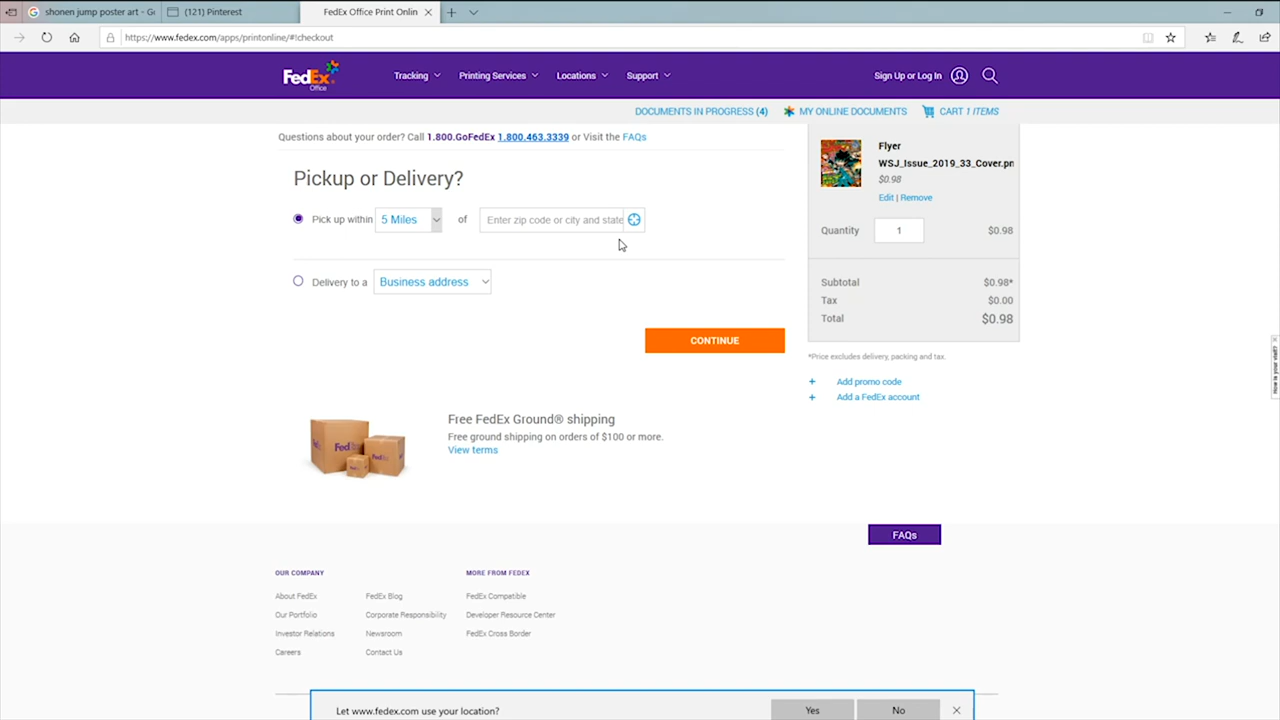 shonen jump poster art - Go
(121) Pinterest
FedEx Office Print Onlin
https://www.fedex.com/apps/printonline/#!checkout
FedEx
Office
Tracking
Printing Services
Locations
Support
Sign Up or Log In
DOCUMENTS IN PROGRESS (4)
MY ONLINE DOCUMENTS
CART 1 ITEMS
Questions about your order? Call 1.800.GoFedEx 1.800.463.3339 or Visit the FAQs
Pickup or Delivery?
Pick up within 5 Miles of Enter zip code or city and state
Delivery to a Business address
CONTINUE
Flyer
WSJ_Issue_2019_33_Cover.pn
$0.98
Edit | Remove
Quantity 1 $0.98
Subtotal $0.98*
Tax $0.00
Total $0.98
*Price excludes delivery, packing and tax.
+ Add promo code
+ Add a FedEx account
Free FedEx Ground® shipping
Free ground shipping on orders of $100 or more.
View terms
How is your visit?
FAQs
OUR COMPANY
About FedEx
Our Portfolio
Investor Relations
Careers
FedEx Blog
Corporate Responsibility
Newsroom
Contact Us
MORE FROM FEDEX
FedEx Compatible
Developer Resource Center
FedEx Cross Border
Let www.fedex.com use your location?
Yes
No